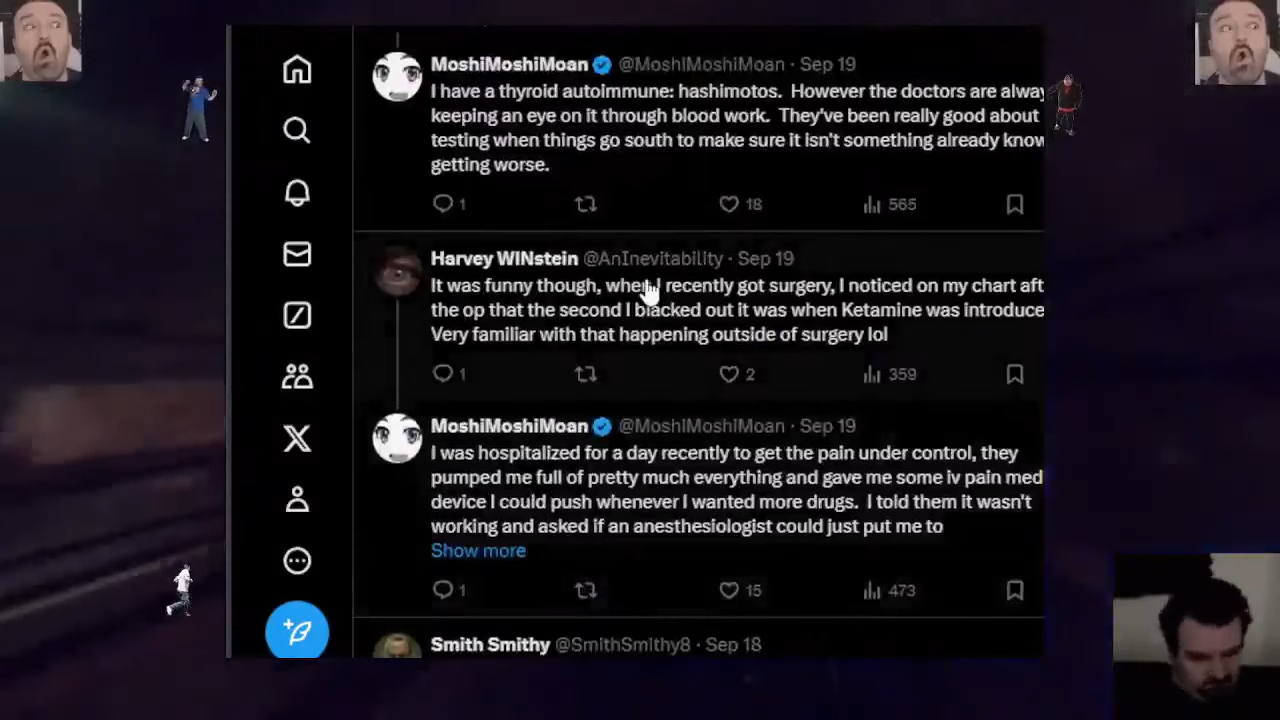 MoshiMoshiMoan @MoshIMoshiMoan · Sep 19
I have a thyroid autoimmune: hashimotos. However the doctors are alway
keeping an eye on it through blood work. They've been really good about
testing when things go south to make sure it isn't something already know
getting worse.
1 18 565
Harvey WINstein @AnInevitability · Sep 19
It was funny though, when I recently got surgery, I noticed on my chart aft
the op that the second I blacked out it was when Ketamine was introduce
Very familiar with that happening outside of surgery lol
1 2 359
MoshiMoshiMoan @MoshIMoshiMoan · Sep 19
I was hospitalized for a day recently to get the pain under control, they
pumped me full of pretty much everything and gave me some iv pain med
device I could push whenever I wanted more drugs. I told them it wasn't
working and asked if an anesthesiologist could just put me to
Show more
1 15 473
Smith Smithy @SmithSmithy8 · Sep 18